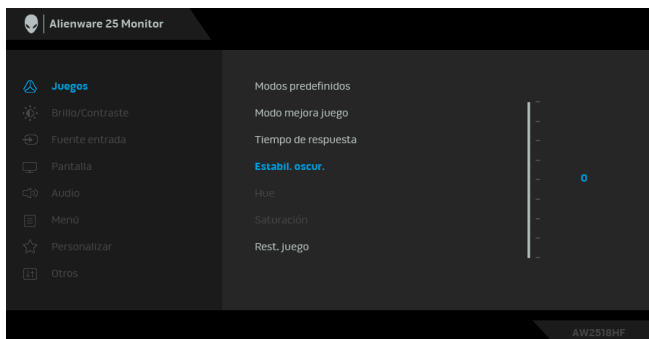 Alienware 25 Monitor
Juegos
Brillo/Contraste
Fuente entrada
Pantalla
Audio
Menú
Personalizar
Otros
Modos predefinidos
Modo mejora juego
Tiempo de respuesta
Estabil. oscur.
Hue
Saturación
Rest. juego
0
AW2518HF